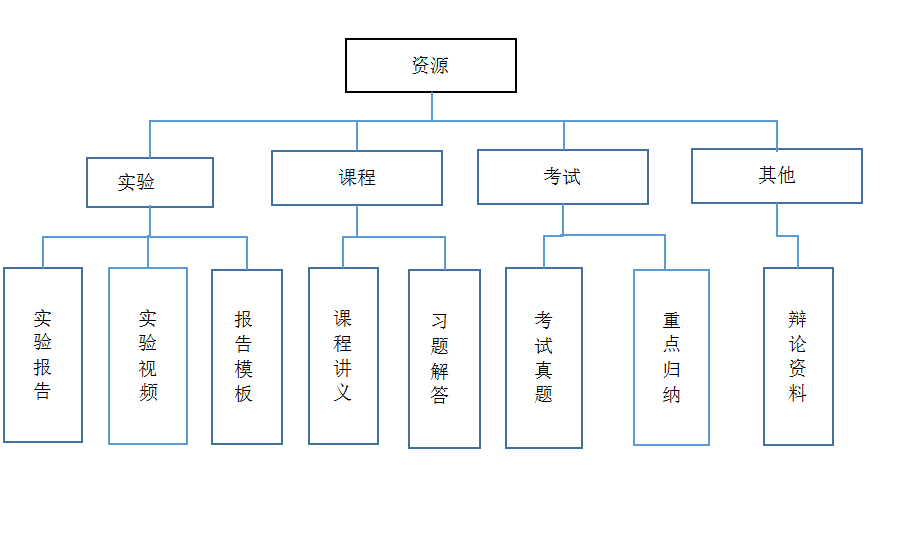 资源
实验
课程
考试
其他
实验报告
实验视频
报告模板
课程讲义
习题解答
考试真题
重点归纳
辩论资料